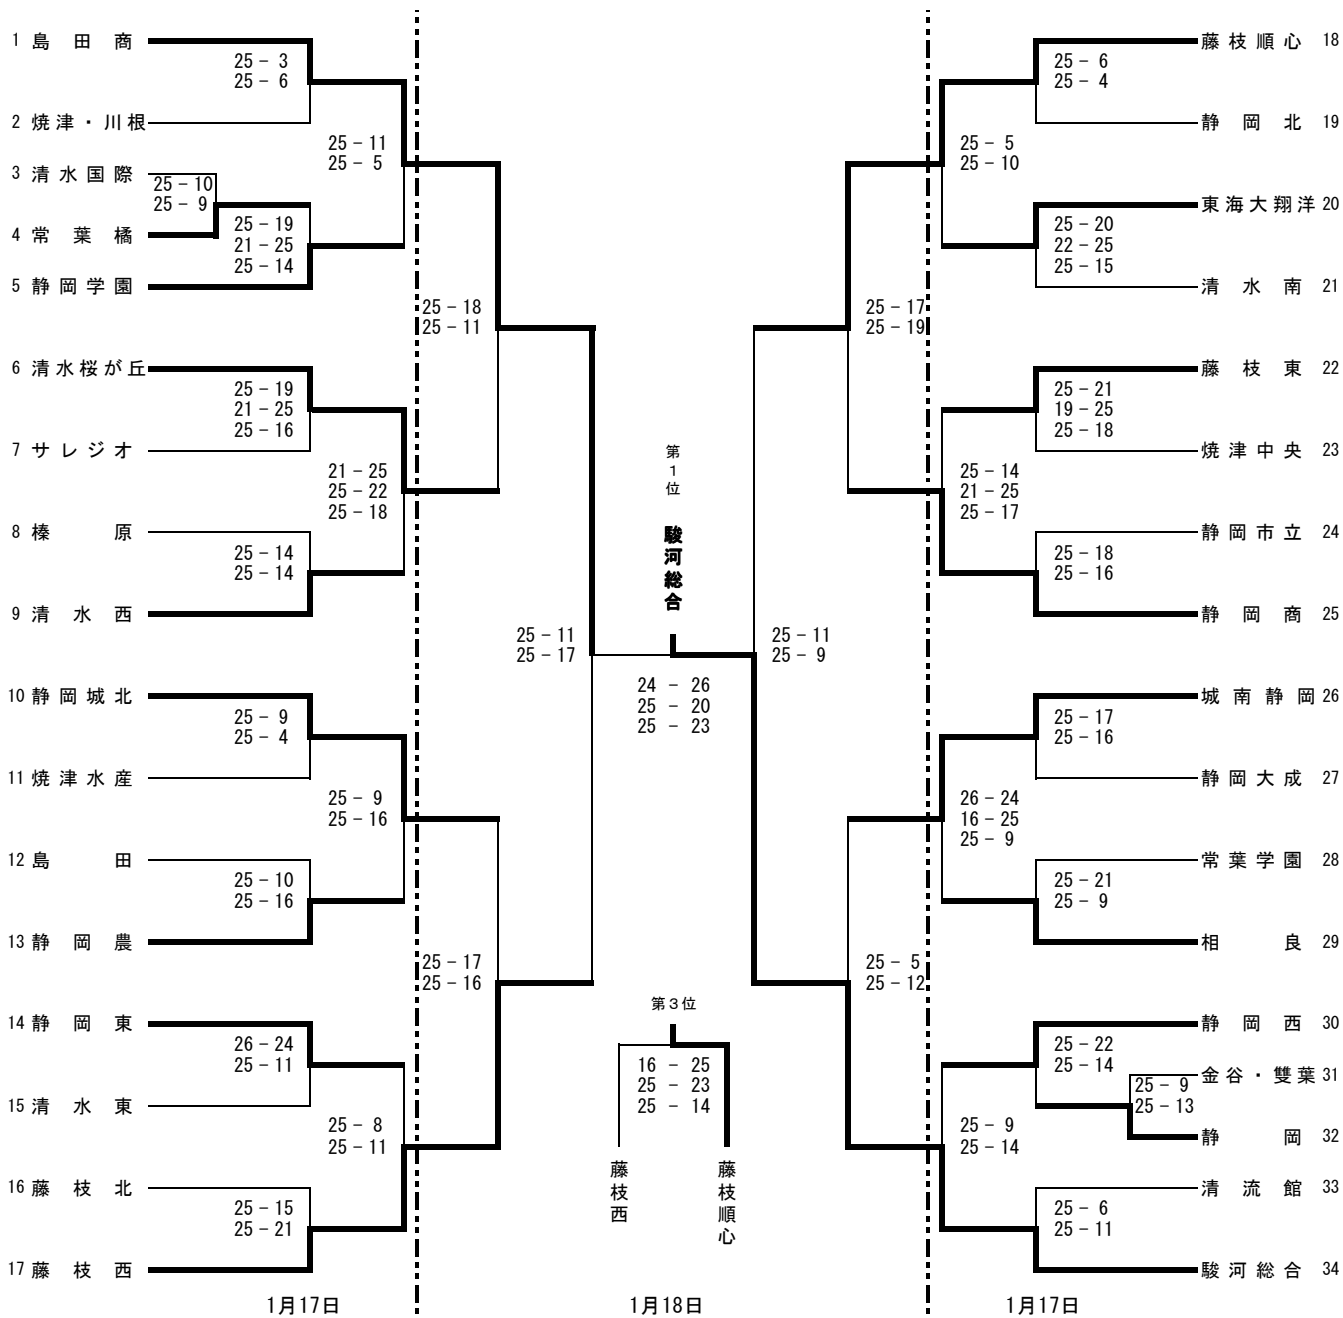 1 島田商
25 - 3
25 - 6
2 焼津・川根
25 - 11
25 - 5
3 清水国際
25 - 10
25 - 9
4 常葉橘
25 - 19
21 - 25
25 - 14
5 静岡学園
25 - 18
25 - 11
6 清水桜が丘
25 - 19
21 - 25
25 - 16
7 サレジオ
21 - 25
25 - 22
25 - 18
8 榛原
25 - 14
25 - 14
9 清水西
25 - 11
25 - 17
10 静岡城北
25 - 9
25 - 4
11 焼津水産
25 - 9
25 - 16
12 島田
25 - 10
25 - 16
13 静岡農
25 - 17
25 - 16
14 静岡東
26 - 24
25 - 11
15 清水東
25 - 8
25 - 11
16 藤枝北
25 - 15
25 - 21
17 藤枝西
1月17日
第1位
駿河総合
24 - 26
25 - 20
25 - 23
第3位
16 - 25
25 - 23
25 - 14
藤枝西
藤枝順心
1月18日
藤枝順心 18
25 - 6
25 - 4
静岡北 19
25 - 5
25 - 10
東海大翔洋 20
25 - 20
22 - 25
25 - 15
清水南 21
25 - 17
25 - 19
藤枝東 22
25 - 21
19 - 25
25 - 18
焼津中央 23
25 - 14
21 - 25
25 - 17
静岡市立 24
25 - 18
25 - 16
静岡商 25
25 - 11
25 - 9
城南静岡 26
25 - 17
25 - 16
静岡大成 27
26 - 24
16 - 25
25 - 9
常葉学園 28
25 - 21
25 - 9
相良 29
25 - 5
25 - 12
静岡西 30
25 - 22
25 - 14
金谷・雙葉 31
25 - 9
25 - 13
静岡 32
25 - 9
25 - 14
清流館 33
25 - 6
25 - 11
駿河総合 34
1月17日